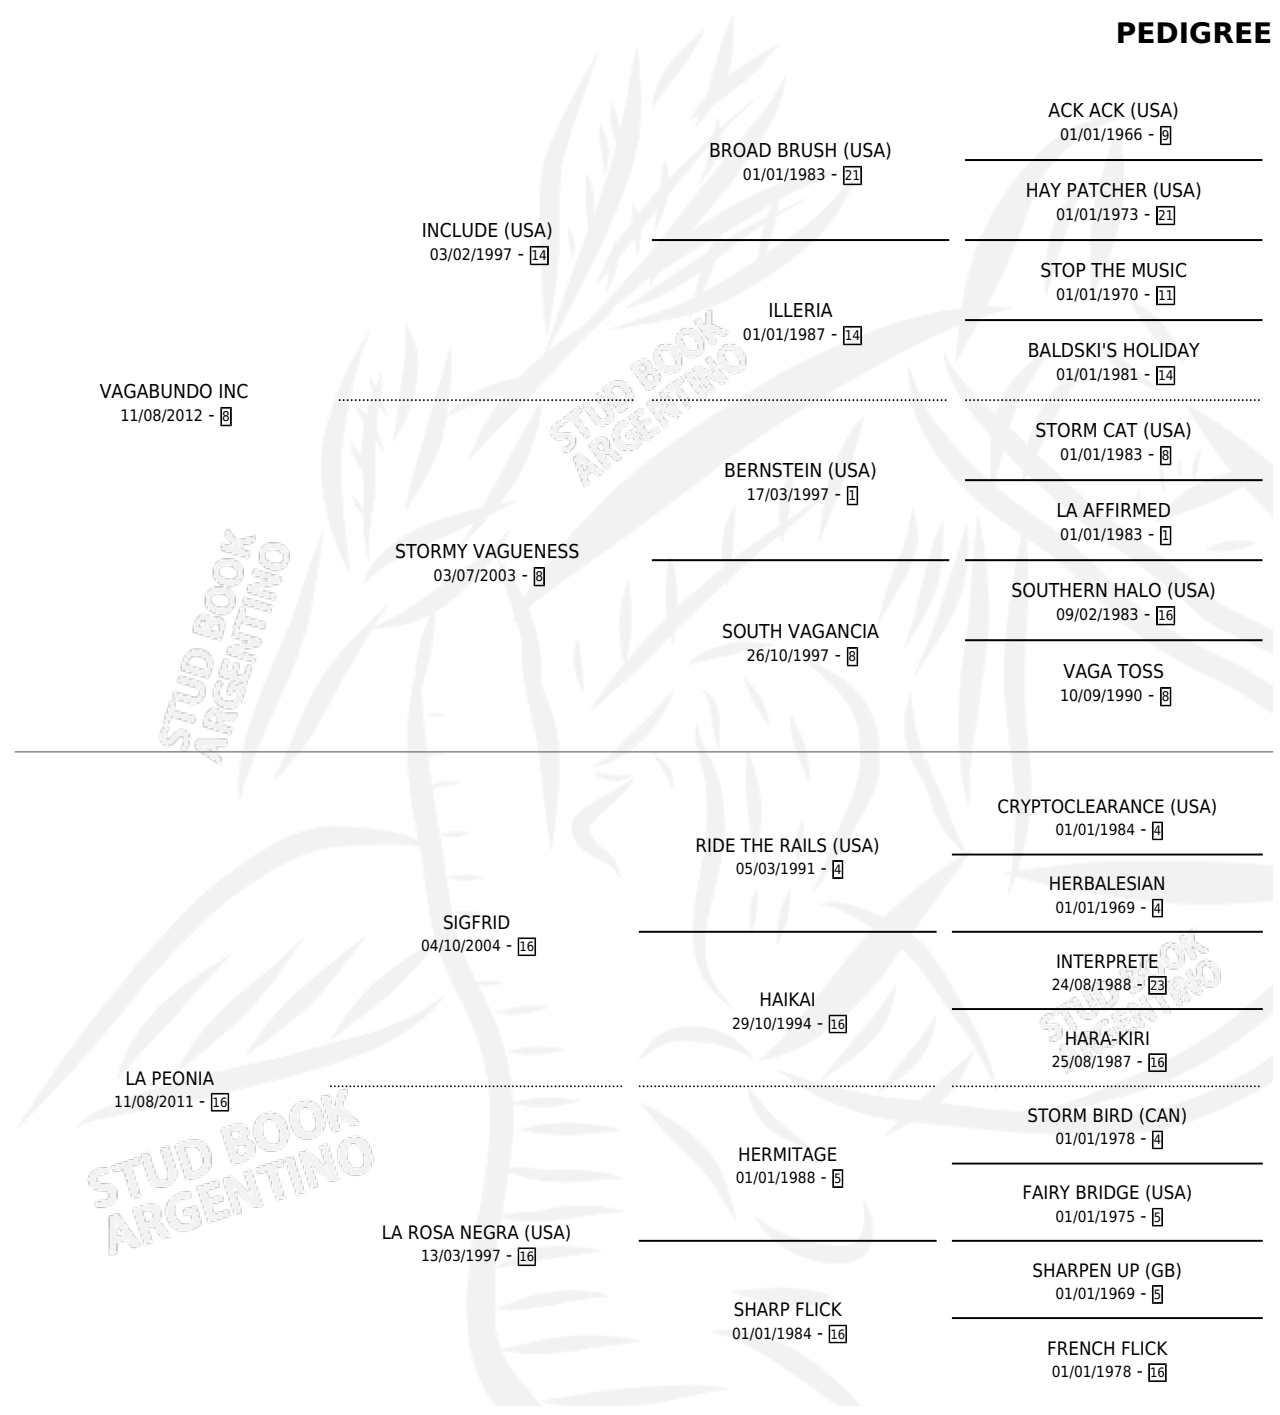 PEDIGREE
ACK ACK (USA)
01/01/1966 - 9
BROAD BRUSH (USA)
01/01/1983 - 21
HAY PATCHER (USA)
01/01/1973 - 21
INCLUDE (USA)
03/02/1997 - 14
STOP THE MUSIC
01/01/1970 - 11
ILLERIA
01/01/1987 - 14
BALDSKI'S HOLIDAY
01/01/1981 - 14
VAGABUNDO INC
11/08/2012 - 8
STORM CAT (USA)
01/01/1983 - 8
BERNSTEIN (USA)
17/03/1997 - 1
LA AFFIRMED
01/01/1983 - 1
STORMY VAGUENESS
03/07/2003 - 8
SOUTHERN HALO (USA)
09/02/1983 - 16
SOUTH VAGANCIA
26/10/1997 - 8
VAGA TOSS
10/09/1990 - 8
CRYPTOCLEARANCE (USA)
01/01/1984 - 4
RIDE THE RAILS (USA)
05/03/1991 - 4
HERBALESIAN
01/01/1969 - 4
SIGFRID
04/10/2004 - 16
INTERPRETE
24/08/1988 - 23
HAIKAI
29/10/1994 - 16
HARA-KIRI
25/08/1987 - 16
LA PEONIA
11/08/2011 - 16
STORM BIRD (CAN)
01/01/1978 - 4
HERMITAGE
01/01/1988 - 5
FAIRY BRIDGE (USA)
01/01/1975 - 5
LA ROSA NEGRA (USA)
13/03/1997 - 16
SHARPEN UP (GB)
01/01/1969 - 5
SHARP FLICK
01/01/1984 - 16
FRENCH FLICK
01/01/1978 - 16
STUD BOOK
ARGENTINO
STUD BOOK
ARGENTINO
STUD BOOK
ARGENTINO
STUD BOOK
ARGENTINO